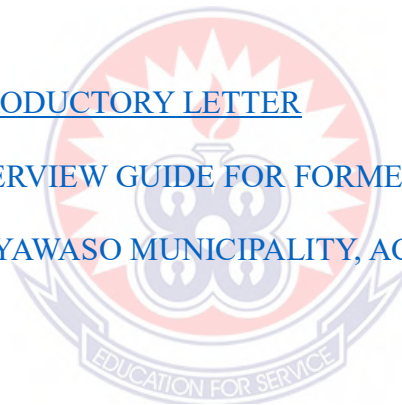 ODUCTORY LETTER
ERVIEW GUIDE FOR FORME
YAWASO MUNICIPALITY, AC
EDUCATION FOR SERVICE